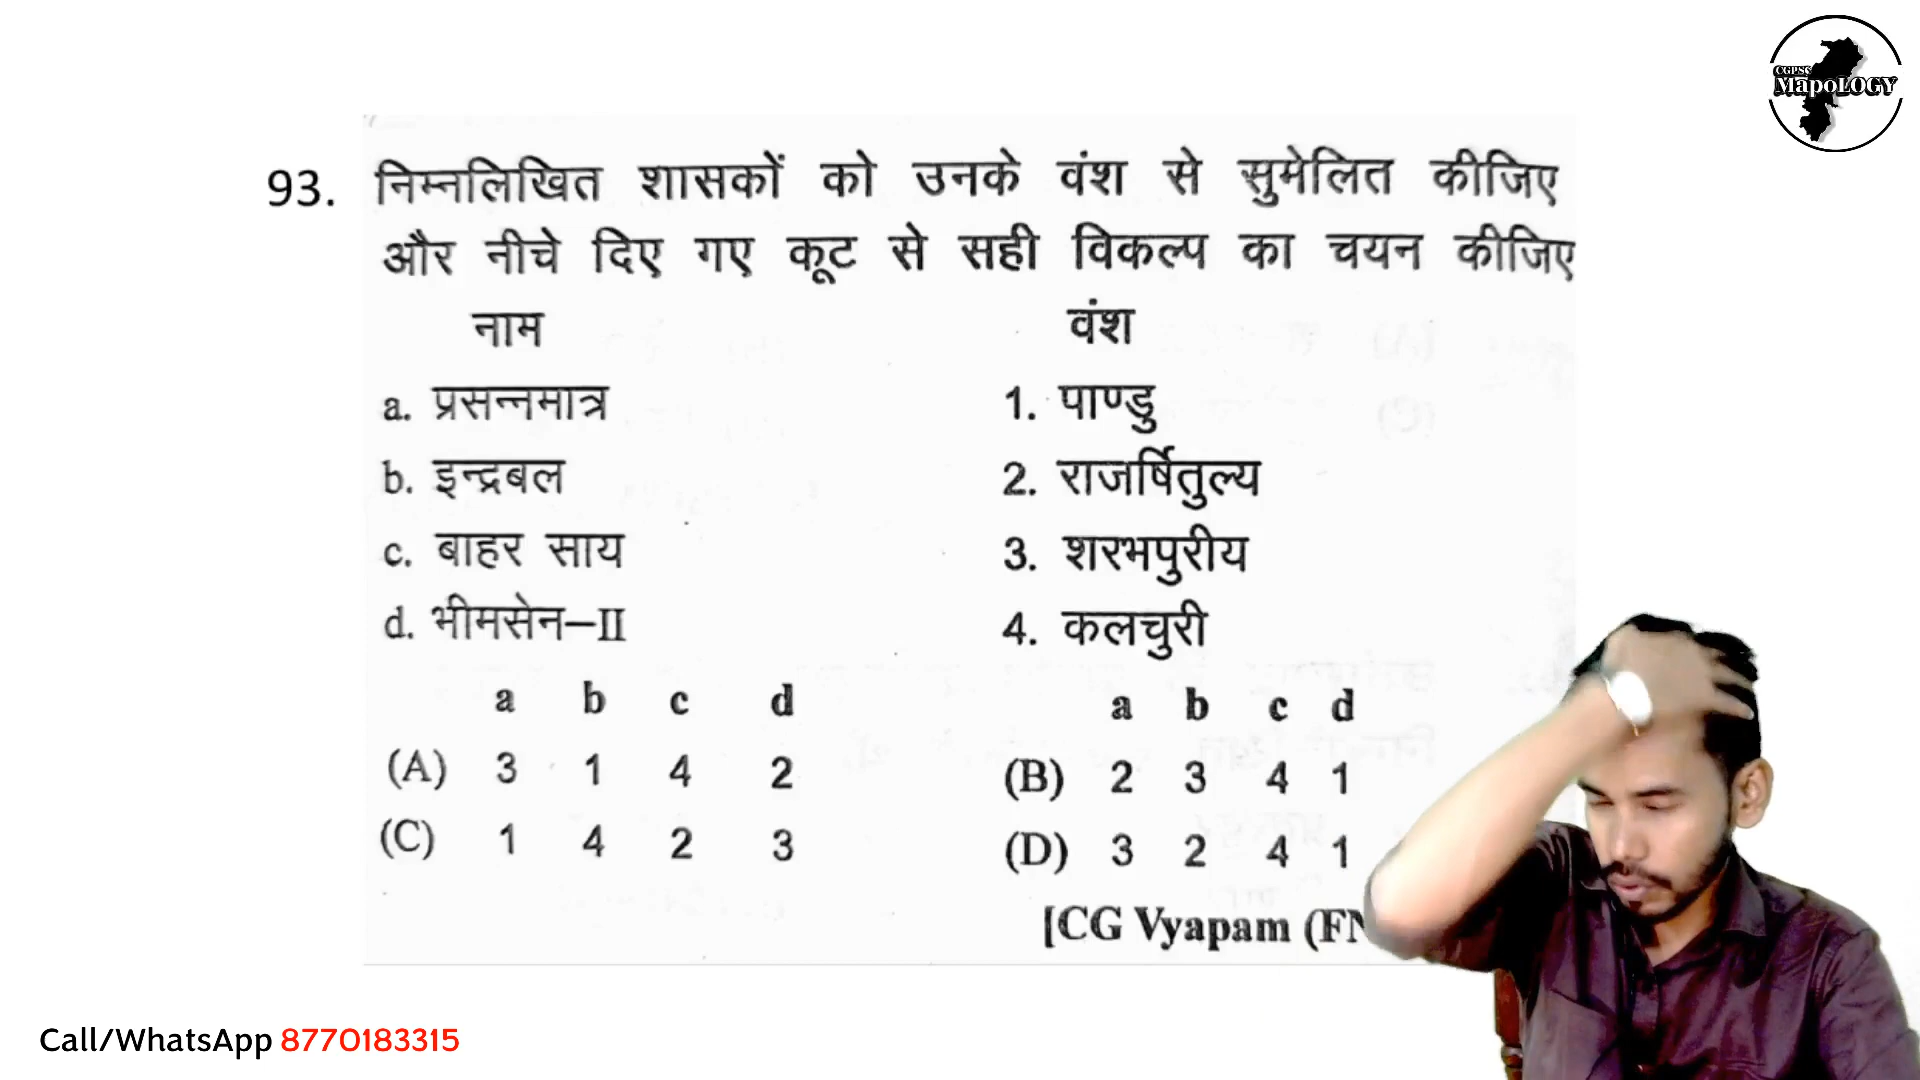 CGPSC
MapoLOGY
93. निम्नलिखित शासकों को उनके वंश से सुमेलित कीजिए
और नीचे दिए गए कूट से सही विकल्प का चयन कीजिए
नाम वंश
a. प्रसन्नमात्र 1. पाण्डु
b. इन्द्रबल 2. राजर्षितुल्य
c. बाहर साय 3. शरभपुरीय
d. भीमसेन–II 4. कलचुरी
a b c d a b c d
(A) 3 1 4 2 (B) 2 3 4 1
(C) 1 4 2 3 (D) 3 2 4 1
[CG Vyapam
Call/WhatsApp 8770183315